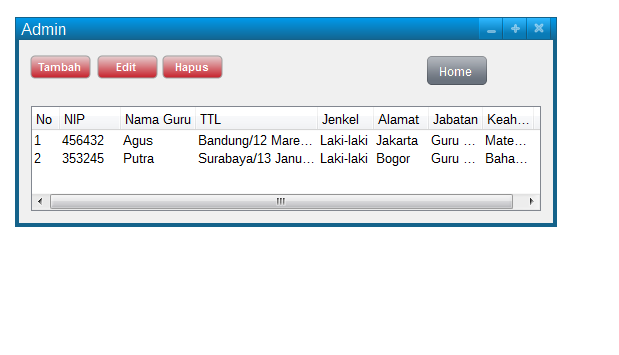 Admin
Tambah Edit Hapus Home
No NIP Nama Guru TTL Jenkel Alamat Jabatan Keah...
1 456432 Agus Bandung/12 Mare... Laki-laki Jakarta Guru ... Mate...
2 353245 Putra Surabaya/13 Janu... Laki-laki Bogor Guru ... Baha...